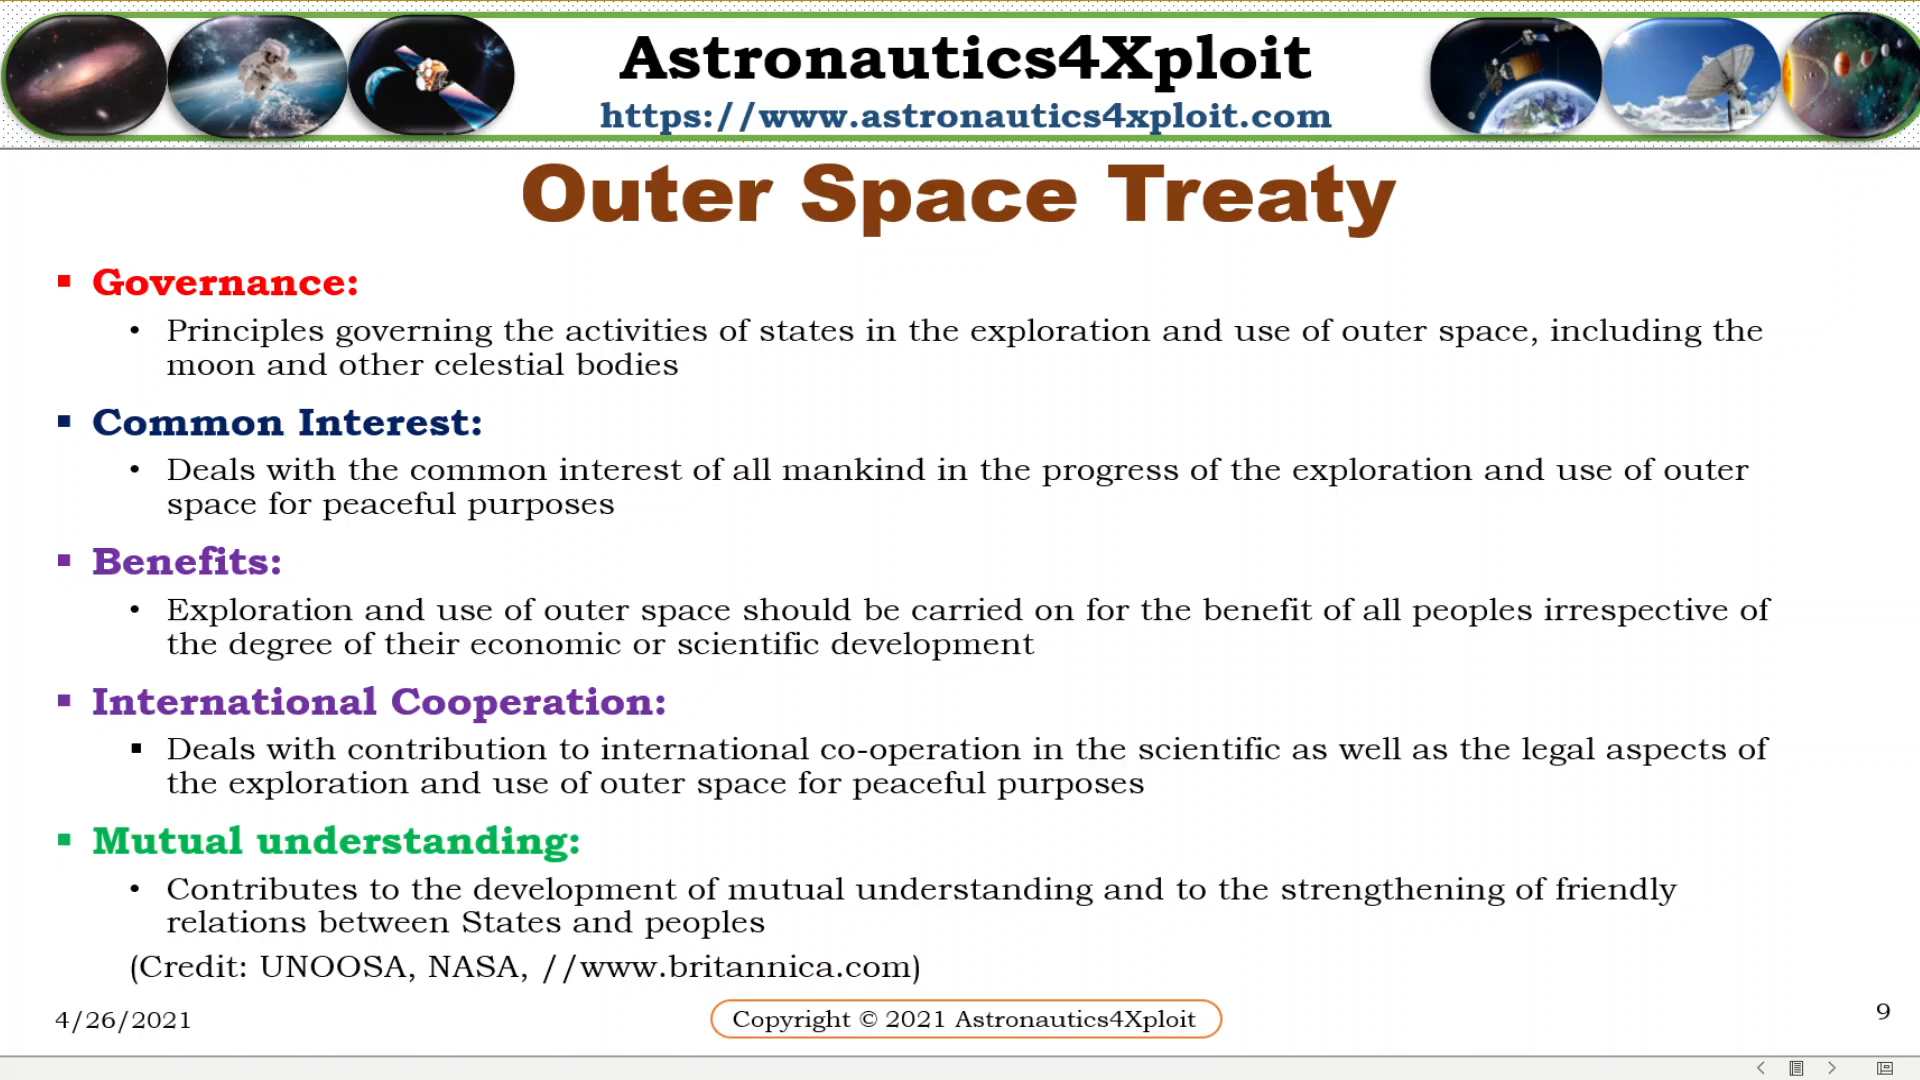 Astronautics4Xploit
https://www.astronautics4xploit.com
Outer Space Treaty
▪ Governance:
• Principles governing the activities of states in the exploration and use of outer space, including the
moon and other celestial bodies
▪ Common Interest:
• Deals with the common interest of all mankind in the progress of the exploration and use of outer
space for peaceful purposes
▪ Benefits:
• Exploration and use of outer space should be carried on for the benefit of all peoples irrespective of
the degree of their economic or scientific development
▪ International Cooperation:
▪ Deals with contribution to international co-operation in the scientific as well as the legal aspects of
the exploration and use of outer space for peaceful purposes
▪ Mutual understanding:
• Contributes to the development of mutual understanding and to the strengthening of friendly
relations between States and peoples
(Credit: UNOOSA, NASA, //www.britannica.com)
4/26/2021
Copyright © 2021 Astronautics4Xploit
9